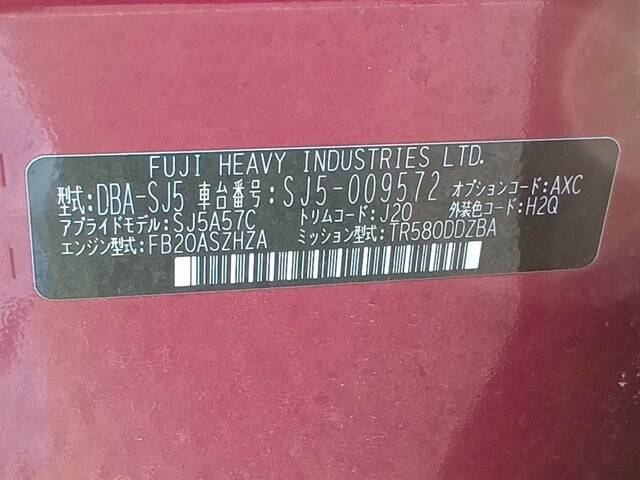 FUJI HEAVY INDUSTRIES LTD.
型式:DBA-SJ5 車台番号:SJ5-009572 オプションコード:AXC
アプライドモデル:SJ5A57C トリムコード:J20 外装色コード:H2Q
エンジン型式:FB20ASZHZA ミッション型式:TR580DDZBA